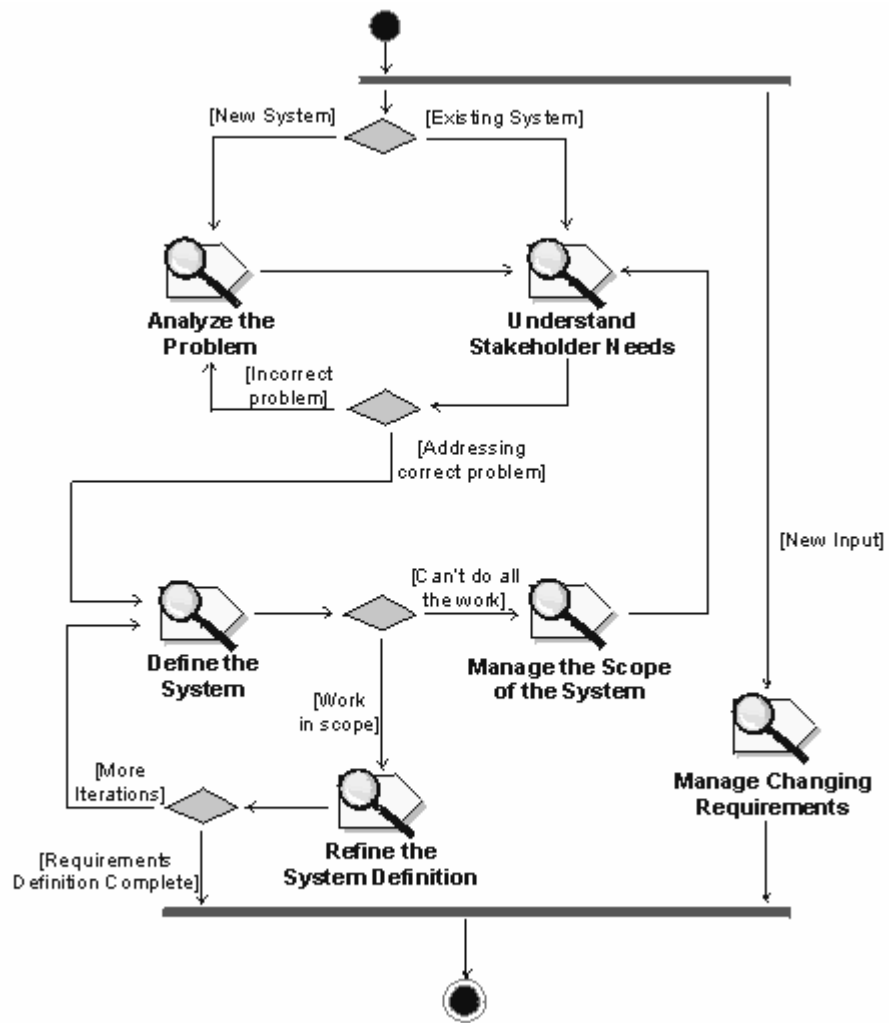 [New System]
[Existing System]
Analyze the
Problem
Understand
Stakeholder Needs
[Incorrect
problem]
[Addressing
correct problem]
[New Input]
[Can't do all
the work]
Define the
System
Manage the Scope
of the System
[Work
in scope]
Manage Changing
Requirements
[More
Iterations]
Refine the
System Definition
[Requirements
Definition Complete]